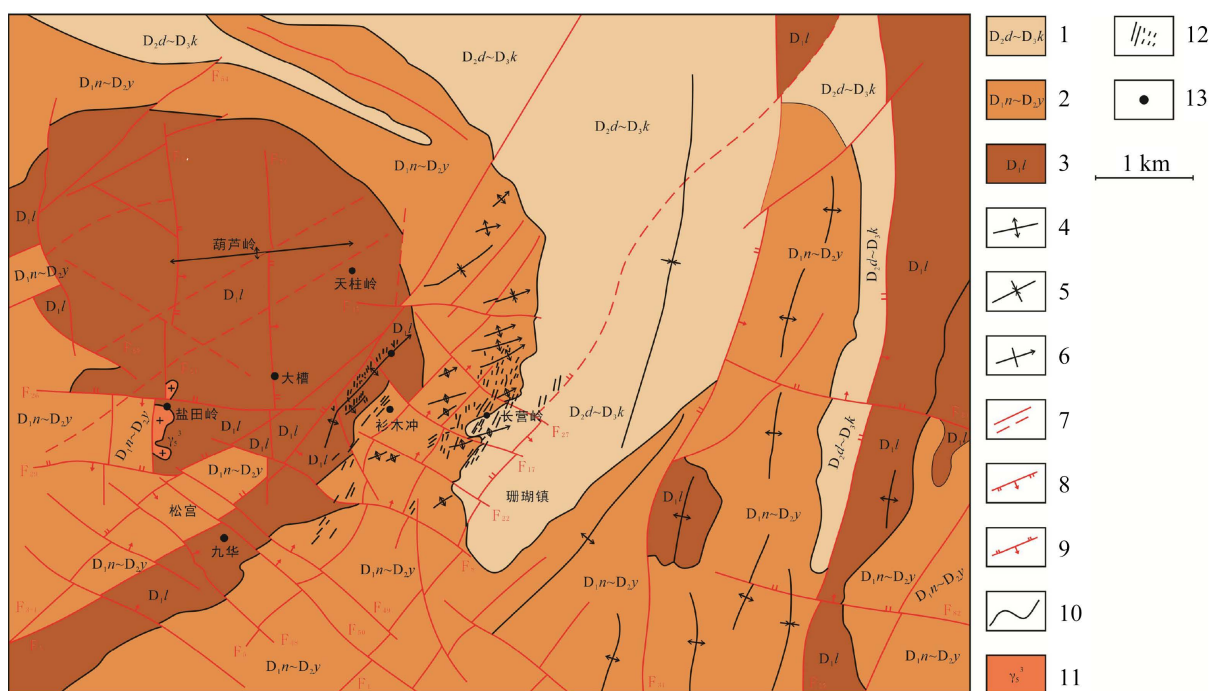 D₂d~D₃k
D₂d~D₃k
D₁l
D₁n~D₂y
D₂d~D₃k
D₂d~D₃k
D₁n~D₂y
D₁l
葫芦岭
D₁n~D₂y
D₂d~D₃k
D₁l
D₁n~D₂y
天柱岭
D₁l
D₁l
D₁l
大槽
盐田岭
D₁n~D₂y
D₁n~D₂y
D₁l
D₁l
杉木冲
长营岭
D₂d~D₃k
D₂d~D₃k
F₂₇
D₁l
D₁l
D₁l
D₁n~D₂y
F₁₇
松宫
珊瑚镇
D₁l
F₂₂
D₁n~D₂y
九华
D₁n~D₂y
D₁n~D₂y
D₁n~D₂y
D₁n~D₂y
D₁n~D₂y
D₁l
D₁n~D₂y
D₁l
D₁n~D₂y
D₂d~D₃k 1
D₁n~D₂y 2
D₁l 3
4
5
6
7
8
9
10
γ₅³ 11
12
13
1 km